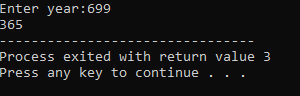 Enter year:699
365
--------------------------------
Process exited with return value 3
Press any key to continue . . .